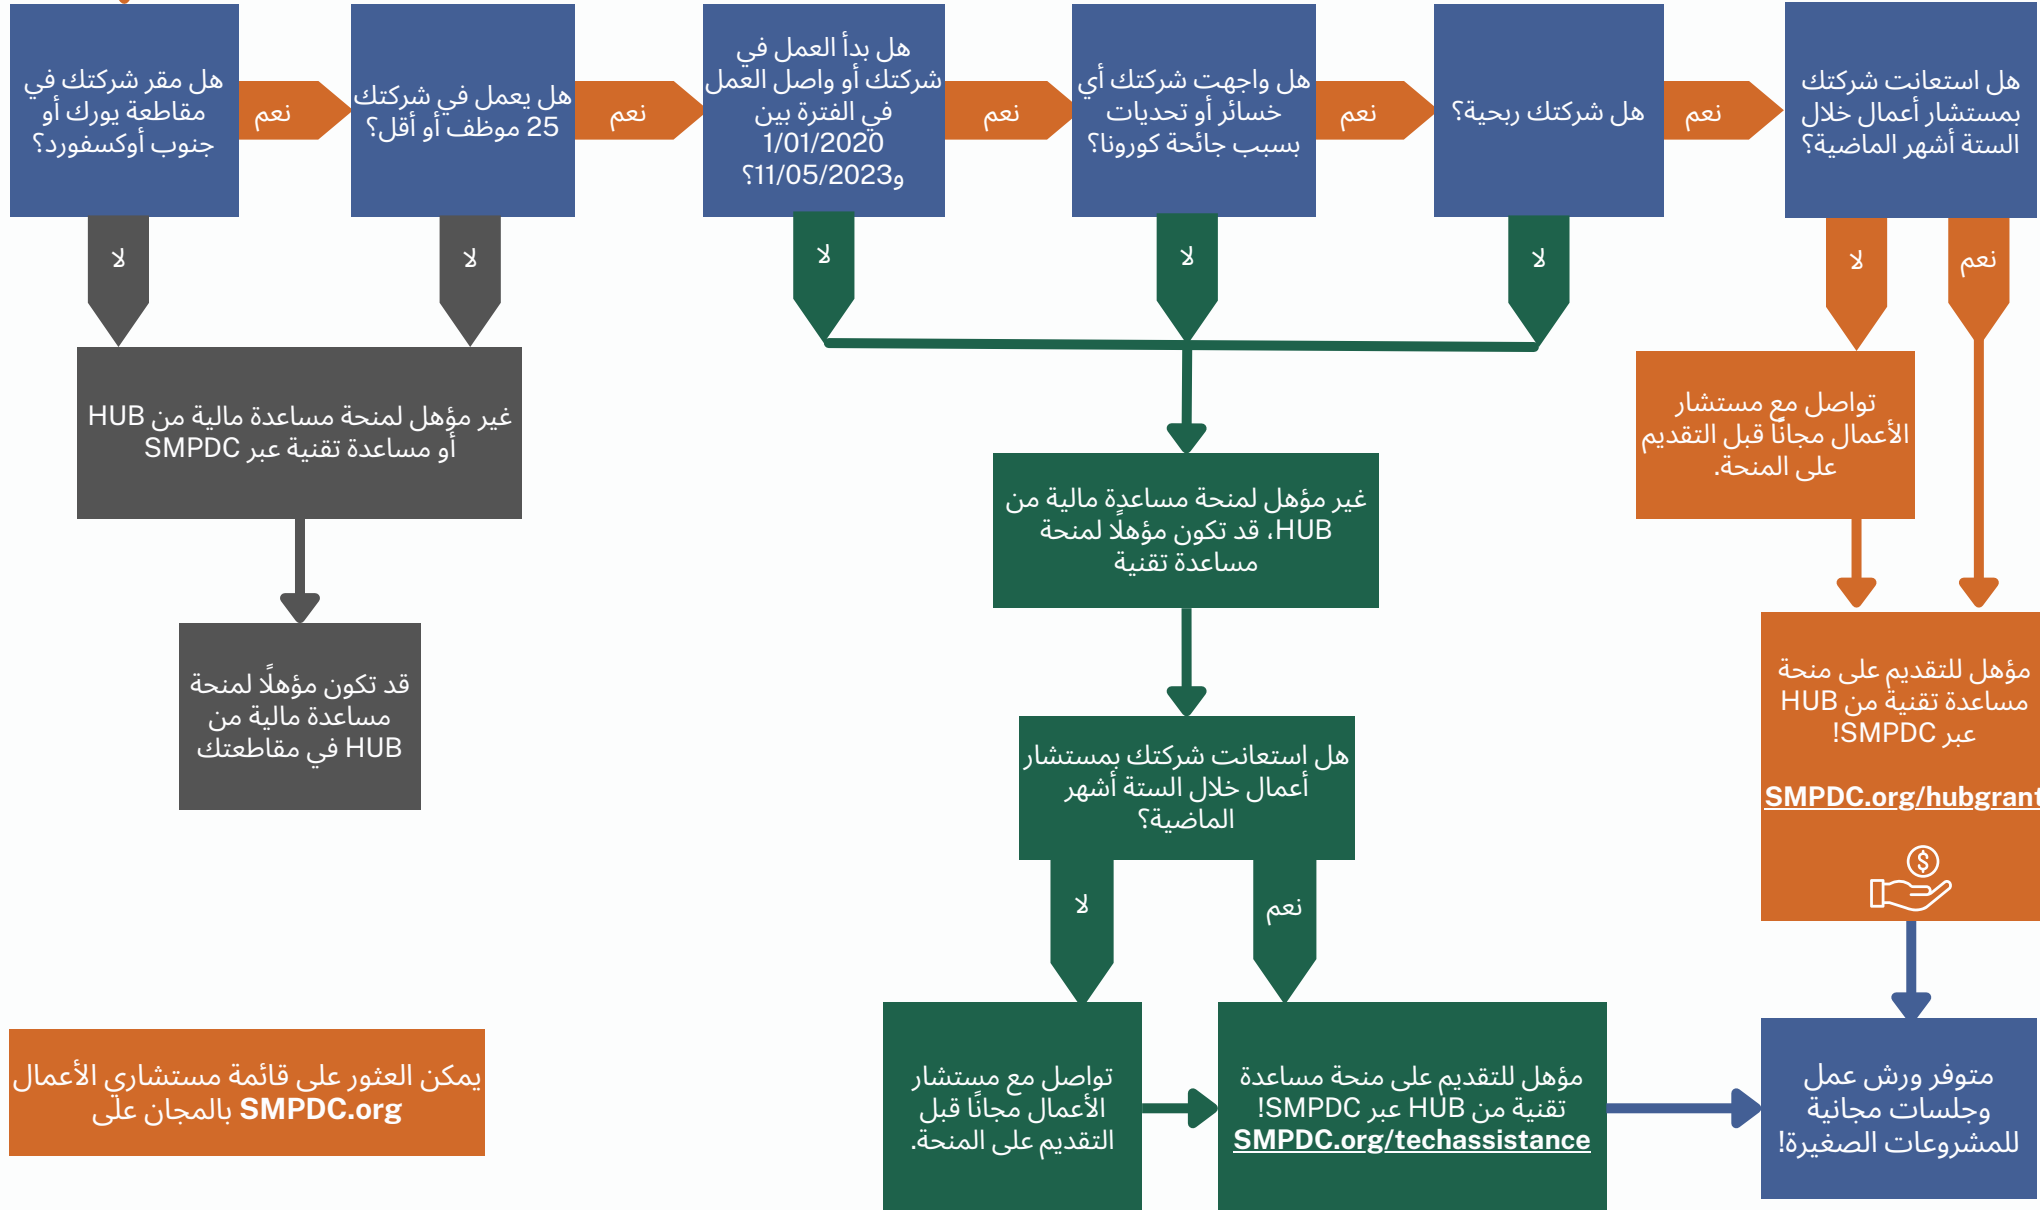 هل مقر شركتك في
مقاطعة يورك أو
جنوب أوكسفورد؟
نعم
هل يعمل في شركتك
25 موظف أو أقل؟
نعم
هل بدأ العمل في
شركتك أو واصل العمل
في الفترة بين
1/01/2020
و11/05/2023؟
نعم
هل واجهت شركتك أي
خسائر أو تحديات
بسبب جائحة كورونا؟
نعم
هل شركتك ربحية؟
نعم
هل استعانت شركتك
بمستشار أعمال خلال
الستة أشهر الماضية؟
لا
لا
لا
لا
لا
لا
نعم
غير مؤهل لمنحة مساعدة مالية من HUB
أو مساعدة تقنية عبر SMPDC
قد تكون مؤهلًا لمنحة
مساعدة مالية من
HUB في مقاطعتك
غير مؤهل لمنحة مساعدة مالية من
HUB، قد تكون مؤهلًا لمنحة
مساعدة تقنية
هل استعانت شركتك بمستشار
أعمال خلال الستة أشهر
الماضية؟
لا
نعم
تواصل مع مستشار
الأعمال مجانًا قبل
التقديم على المنحة.
مؤهل للتقديم على منحة مساعدة
تقنية من HUB عبر SMPDC!
SMPDC.org/techassistance
تواصل مع مستشار
الأعمال مجانًا قبل التقديم
على المنحة.
مؤهل للتقديم على منحة
مساعدة تقنية من HUB
عبر SMPDC!
SMPDC.org/hubgrant
متوفر ورش عمل
وجلسات مجانية
للمشروعات الصغيرة!
يمكن العثور على قائمة مستشاري الأعمال
بالمجان على SMPDC.org